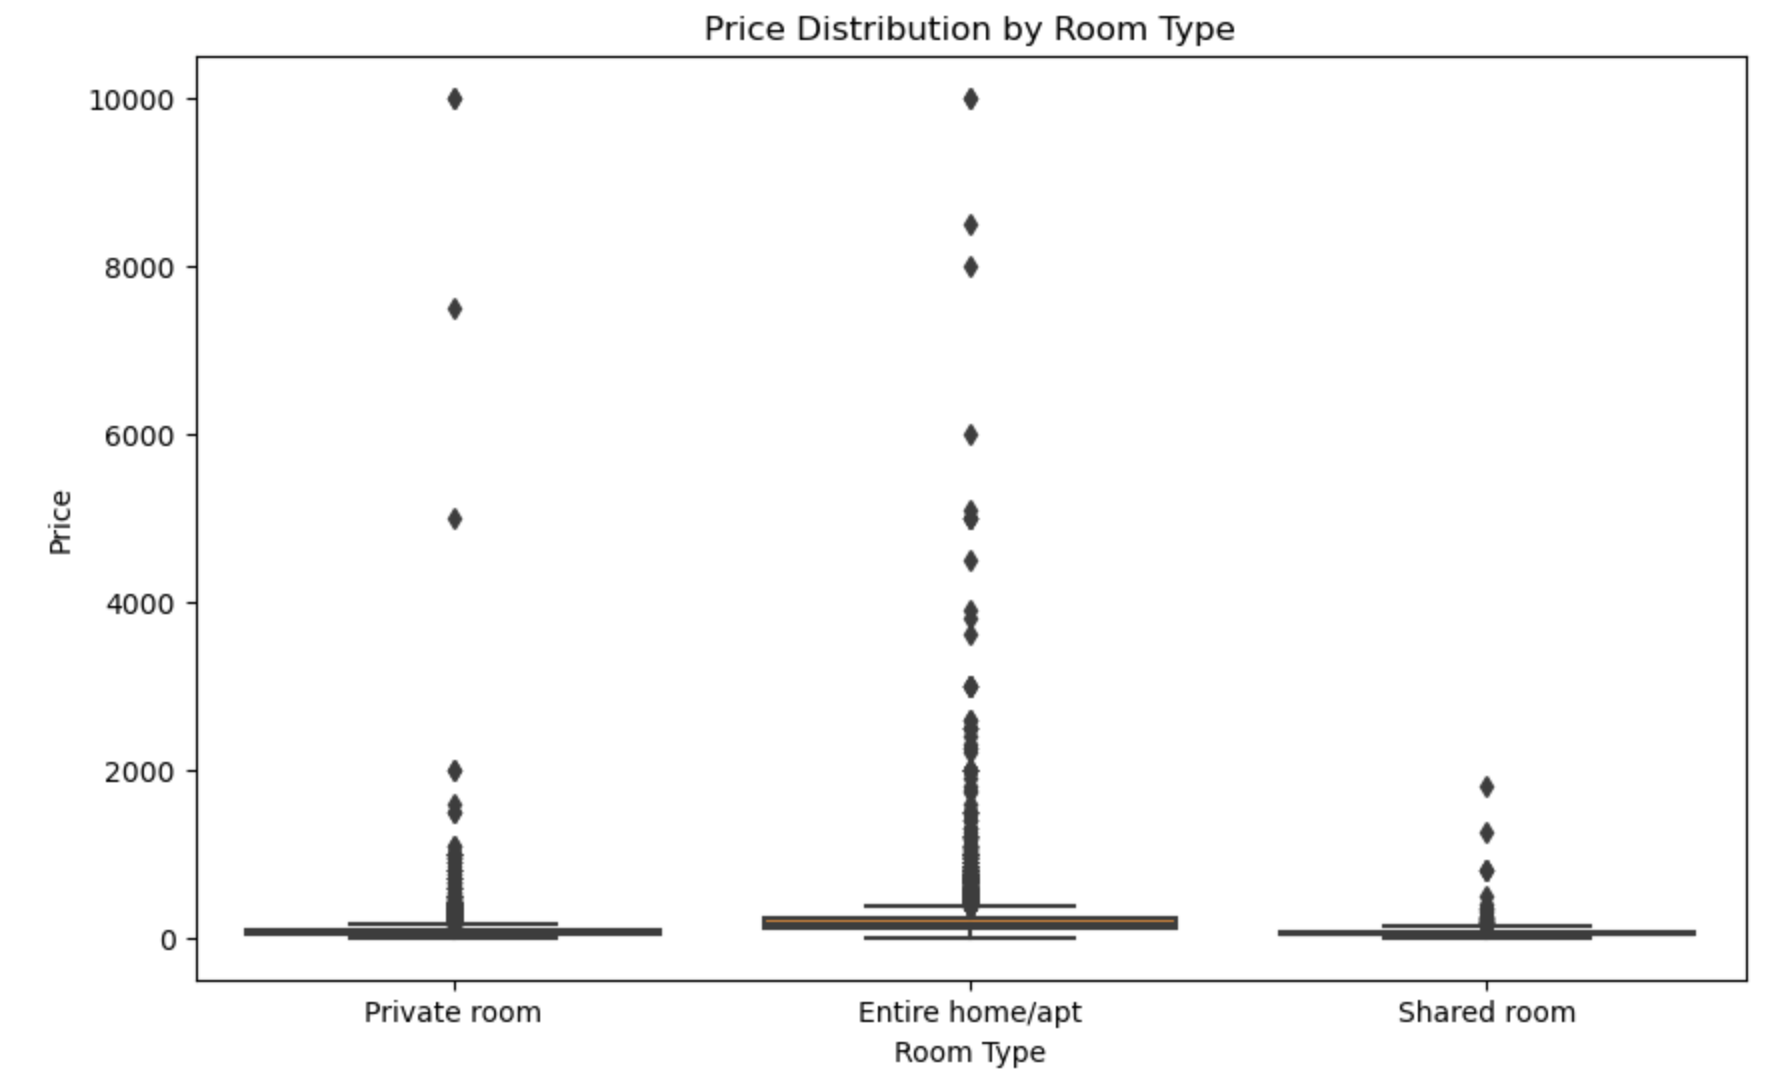 Price Distribution by Room Type
10000
8000
6000
4000
2000
0
Price
Private room
Entire home/apt
Shared room
Room Type